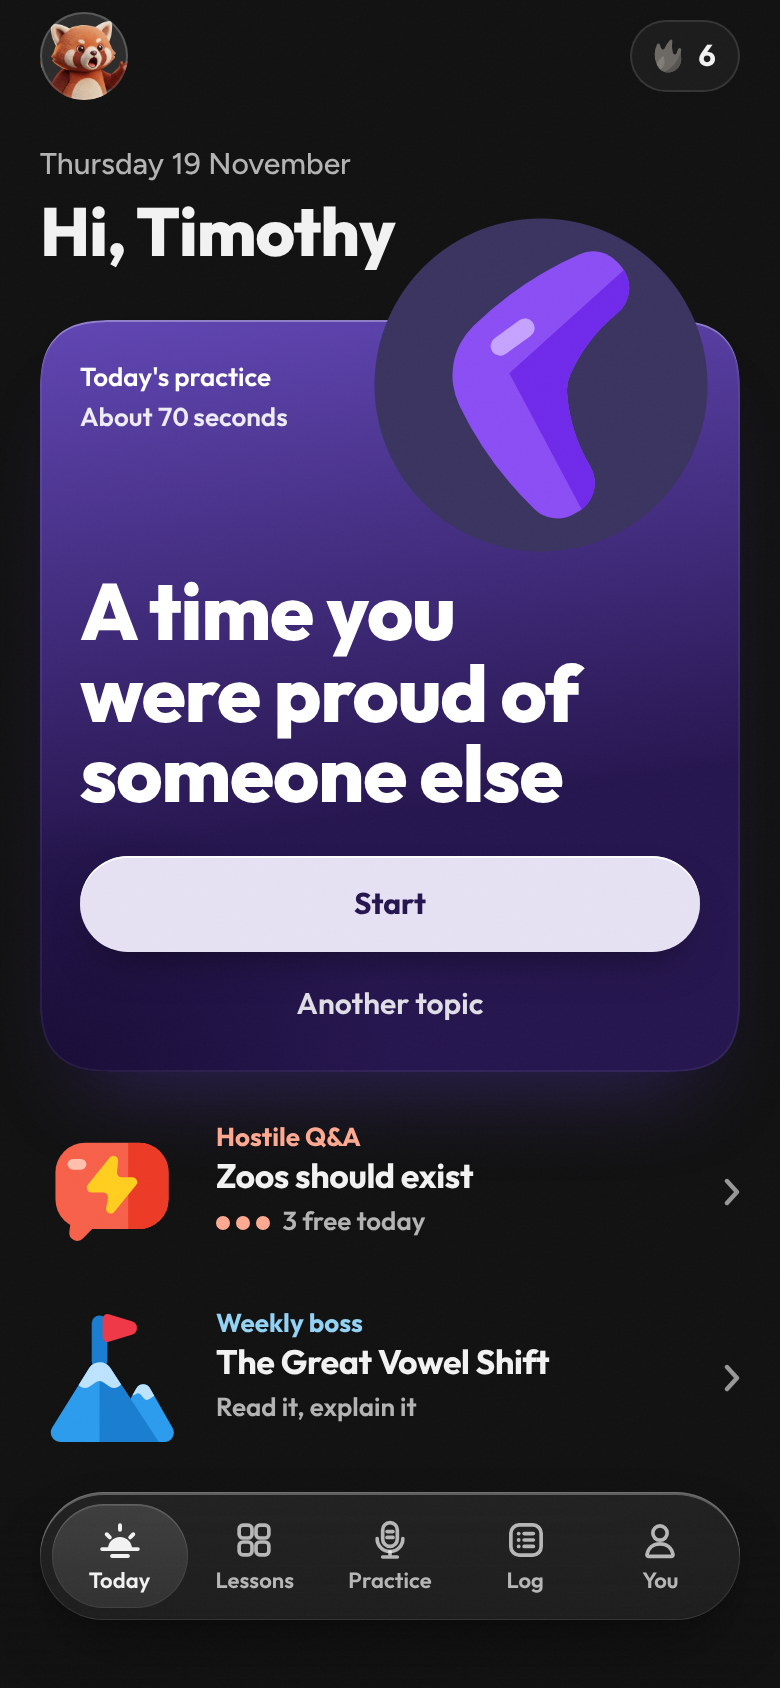 6
Thursday 19 November
Hi, Timothy
Today's practice
About 70 seconds
A time you
were proud of
someone else
Start
Another topic
Hostile Q&A
Zoos should exist
3 free today
Weekly boss
The Great Vowel Shift
Read it, explain it
Today
Lessons
Practice
Log
You